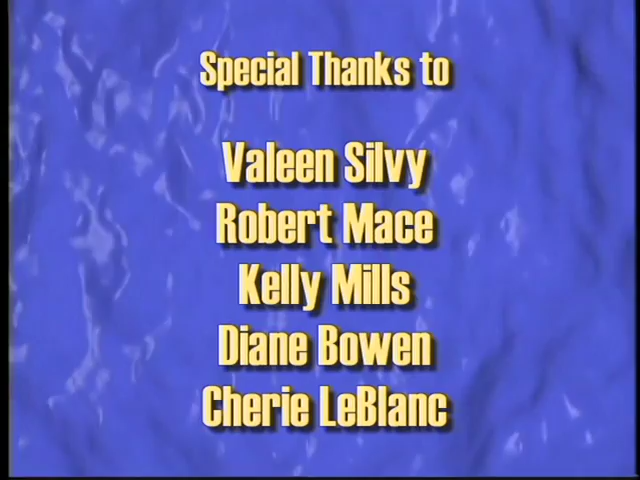 Special Thanks to
Valeen Silvy
Robert Mace
Kelly Mills
Diane Bowen
Cherie LeBlanc